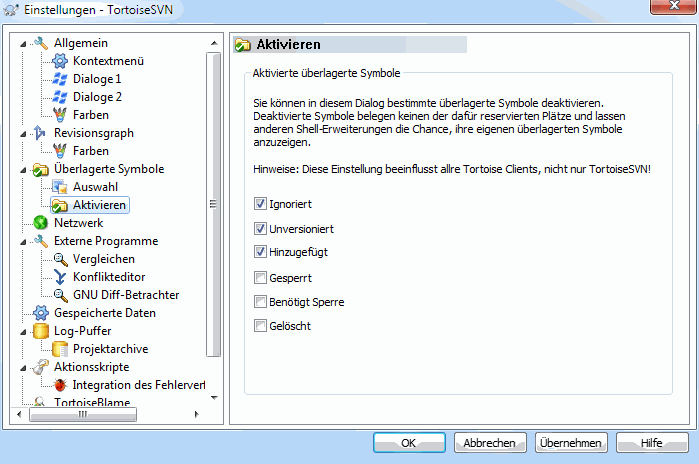 Einstellungen - TortoiseSVN
Allgemein
Kontextmenü
Dialoge 1
Dialoge 2
Farben
Revisionsgraph
Farben
Überlagerte Symbole
Auswahl
Aktivieren
Netzwerk
Externe Programme
Vergleichen
Konflikteditor
GNU Diff-Betrachter
Gespeicherte Daten
Log-Puffer
Projektarchive
Aktionsskripte
Integration des Fehlervert
TortoiseBlame
Aktivieren
Aktivierte überlagerte Symbole
Sie können in diesem Dialog bestimmte überlagerte Symbole deaktivieren.
Deaktivierte Symbole belegen keinen der dafür reservierten Plätze und lassen
anderen Shell-Erweiterungen die Chance, ihre eigenen überlagerten Symbole
anzuzeigen.
Hinweise: Diese Einstellung beeinflusst allre Tortoise Clients, nicht nur TortoiseSVN!
Ignoriert
Unversioniert
Hinzugefügt
Gesperrt
Benötigt Sperre
Gelöscht
OK
Abbrechen
Übernehmen
Hilfe